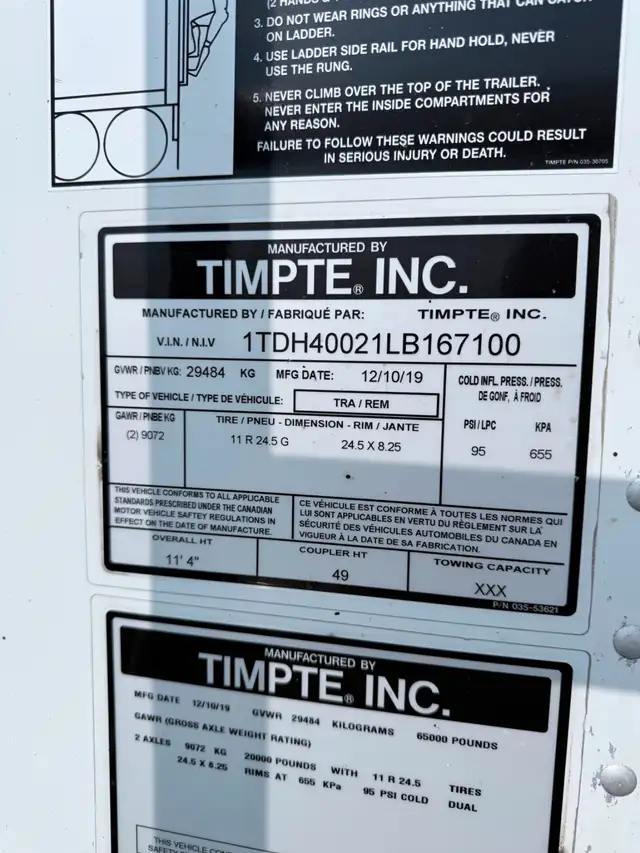 3. DO NOT WEAR RINGS OR ANYTHING THAT CAN CATCH
ON LADDER.
4. USE LADDER SIDE RAIL FOR HAND HOLD, NEVER
USE THE RUNG.
5. NEVER CLIMB OVER THE TOP OF THE TRAILER.
NEVER ENTER THE INSIDE COMPARTMENTS FOR
ANY REASON.
FAILURE TO FOLLOW THESE WARNINGS COULD RESULT
IN SERIOUS INJURY OR DEATH.
TIMPTE P/N 035-30705
MANUFACTURED BY
TIMPTE® INC.
MANUFACTURED BY / FABRIQUÉ PAR: TIMPTE® INC.
V.I.N. / N.I.V 1TDH40021LB167100
GVWR / PNBV KG: 29484 KG MFG DATE: 12/10/19
TYPE OF VEHICLE / TYPE DE VÉHICULE: TRA / REM
COLD INFL. PRESS. / PRESS.
DE GONF, À FROID
GAWR / PNBE KG TIRE / PNEU - DIMENSION - RIM / JANTE PSI / LPC KPA
(2) 9072 11 R 24.5 G 24.5 X 8.25 95 655
THIS VEHICLE CONFORMS TO ALL APPLICABLE
STANDARDS PRESCRIBED UNDER THE CANADIAN
MOTOR VEHICLE SAFTEY REGULATIONS IN
EFFECT ON THE DATE OF MANUFACTURE.
CE VÉHICULE EST CONFORME À TOUTES LES NORMES QUI
LUI SONT APPLICABLES EN VERTU DU RÈGLEMENT SUR LA
SÉCURITÉ DES VÉHICULES AUTOMOBILES DU CANADA EN
VIGUEUR À LA DATE DE SA FABRICATION.
OVERALL HT COUPLER HT TOWING CAPACITY
11' 4" 49 XXX
P/N 035-53621
MANUFACTURED BY
TIMPTE® INC.
MFG DATE 12/10/19 GVWR 29484 KILOGRAMS 65000 POUNDS
GAWR (GROSS AXLE WEIGHT RATING)
2 AXLES 9072 KG 20000 POUNDS WITH 11 R 24.5 TIRES
24.5 X 8.25 RIMS AT 655 KPa 95 PSI COLD DUAL
THIS VEHICLE